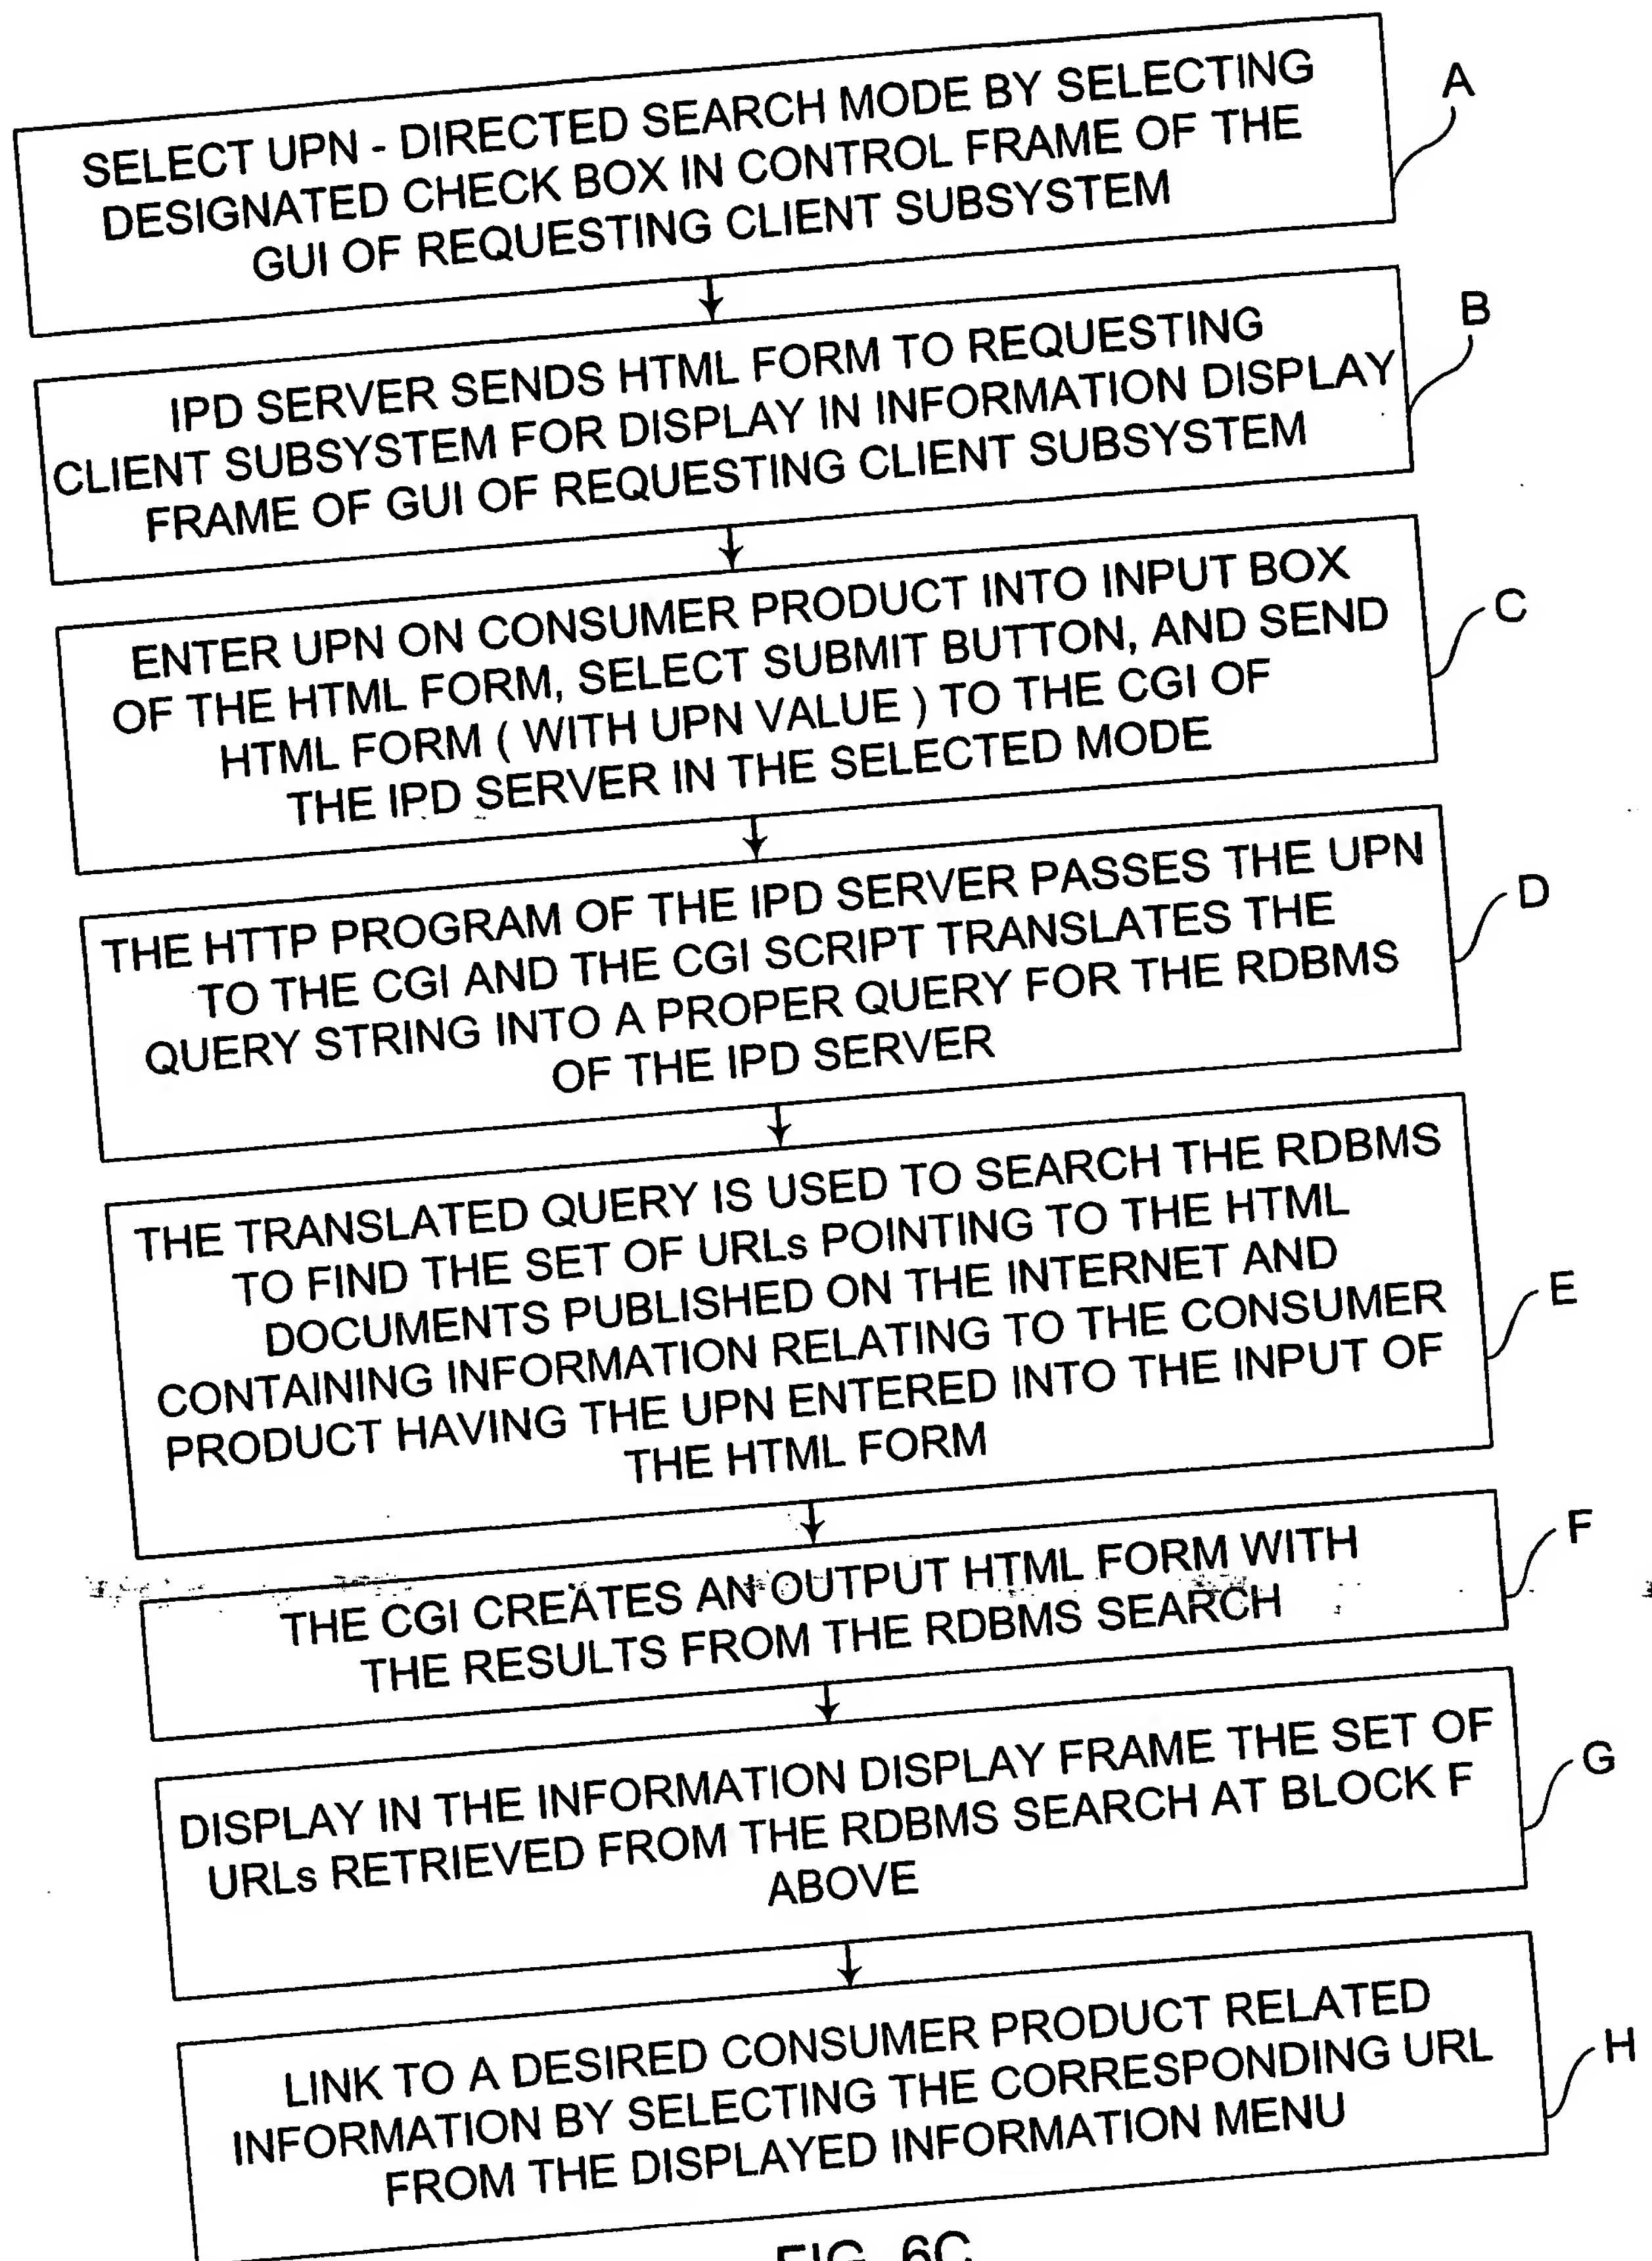 SELECT UPN - DIRECTED SEARCH MODE BY SELECTING
DESIGNATED CHECK BOX IN CONTROL FRAME OF THE
GUI OF REQUESTING CLIENT SUBSYSTEM
A
IPD SERVER SENDS HTML FORM TO REQUESTING
CLIENT SUBSYSTEM FOR DISPLAY IN INFORMATION DISPLAY
FRAME OF GUI OF REQUESTING CLIENT SUBSYSTEM
B
ENTER UPN ON CONSUMER PRODUCT INTO INPUT BOX
OF THE HTML FORM, SELECT SUBMIT BUTTON, AND SEND
HTML FORM ( WITH UPN VALUE ) TO THE CGI OF
THE IPD SERVER IN THE SELECTED MODE
C
THE HTTP PROGRAM OF THE IPD SERVER PASSES THE UPN
TO THE CGI AND THE CGI SCRIPT TRANSLATES THE
QUERY STRING INTO A PROPER QUERY FOR THE RDBMS
OF THE IPD SERVER
D
THE TRANSLATED QUERY IS USED TO SEARCH THE RDBMS
TO FIND THE SET OF URLs POINTING TO THE HTML
DOCUMENTS PUBLISHED ON THE INTERNET AND
CONTAINING INFORMATION RELATING TO THE CONSUMER
PRODUCT HAVING THE UPN ENTERED INTO THE INPUT OF
THE HTML FORM
E
THE CGI CREATES AN OUTPUT HTML FORM WITH
THE RESULTS FROM THE RDBMS SEARCH
F
DISPLAY IN THE INFORMATION DISPLAY FRAME THE SET OF
URLs RETRIEVED FROM THE RDBMS SEARCH AT BLOCK F
ABOVE
G
LINK TO A DESIRED CONSUMER PRODUCT RELATED
INFORMATION BY SELECTING THE CORRESPONDING URL
FROM THE DISPLAYED INFORMATION MENU
H
FIG. 6C